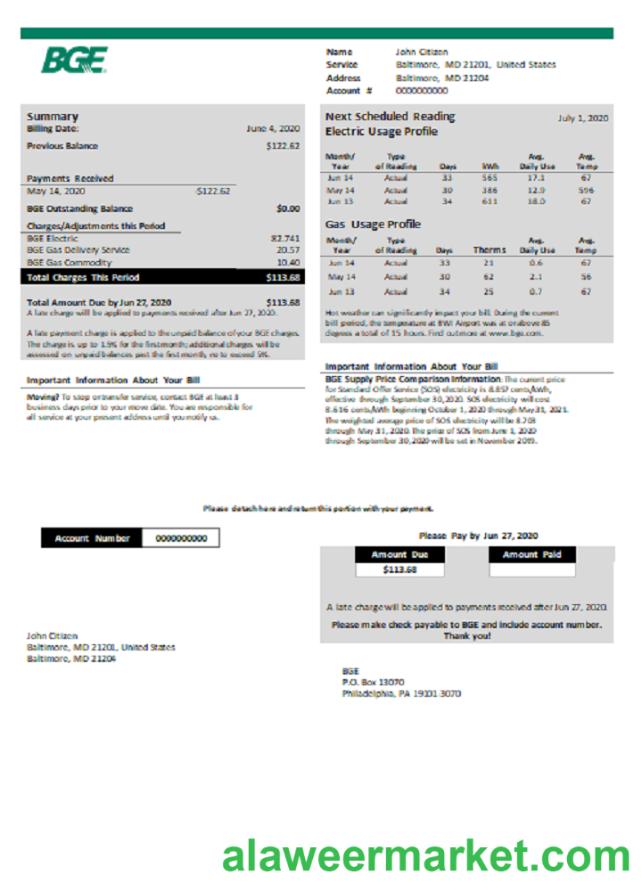 BGE
Name John Citizen
Service Baltimore, MD 21201, United States
Address Baltimore, MD 21204
Account # 0000000000
Summary
Billing Date: June 4, 2020
Previous Balance $122.62
Payments Received
May 14, 2020 -$122.62
BGE Outstanding Balance $0.00
Charges/Adjustments this Period
BGE Electric 82.741
BGE Gas Delivery Service 20.57
BGE Gas Commodity 10.40
Total Charges This Period $113.68
Total Amount Due by Jun 27, 2020 $113.68
A late charge will be applied to payments received after Jun 27, 2020.
A late payment charge is applied to the unpaid balance of your BGE charges.
The charge is up to 1.5% for the first month; additional charges will be
assessed on unpaid balances past the first month, no to exceed 5%.
Important Information About Your Bill
Moving? To stop or transfer service, contact BGE at least 3
business days prior to your move date. You are responsible for
all service at your present address until you notify us.
Next Scheduled Reading July 1, 2020
Electric Usage Profile
Month/ Type Avg. Avg.
Year of Reading Days kWh Daily Use Temp
Jun 14 Actual 33 565 17.1 67
May 14 Actual 30 386 12.9 596
Jun 13 Actual 34 611 18.0 67
Gas Usage Profile
Month/ Type Avg. Avg.
Year of Reading Days Therms Daily Use Temp
Jun 14 Actual 33 21 0.6 67
May 14 Actual 30 62 2.1 56
Jun 13 Actual 34 25 0.7 67
Hot weather can significantly impact your bill. During the current
bill period, the temperature at BWI Airport was at or above 85
degrees a total of 15 hours. Find out more at www.bge.com.
Important Information About Your Bill
BGE Supply Price Comparison Information: The current price
for Standard Offer Service (SOS) electricity is 8.857 cents/kWh,
effective through September 30, 2020. SOS electricity will cost
8.616 cents/kWh beginning October 1, 2020 through May 31, 2021.
The weighted average price of SOS electricity will be 8.703
through May 31, 2020. The price of SOS from June 1, 2020
through September 30, 2020 will be set in November 2019.
Please detach here and return this portion with your payment.
Account Number 0000000000
Please Pay by Jun 27, 2020
Amount Due Amount Paid
$113.68
A late charge will be applied to payments received after Jun 27, 2020.
Please make check payable to BGE and include account number.
Thank you!
John Citizen
Baltimore, MD 21201, United States
Baltimore, MD 21204
BGE
P.O. Box 13070
Philadelphia, PA 19101-3070
alaweermarket.com